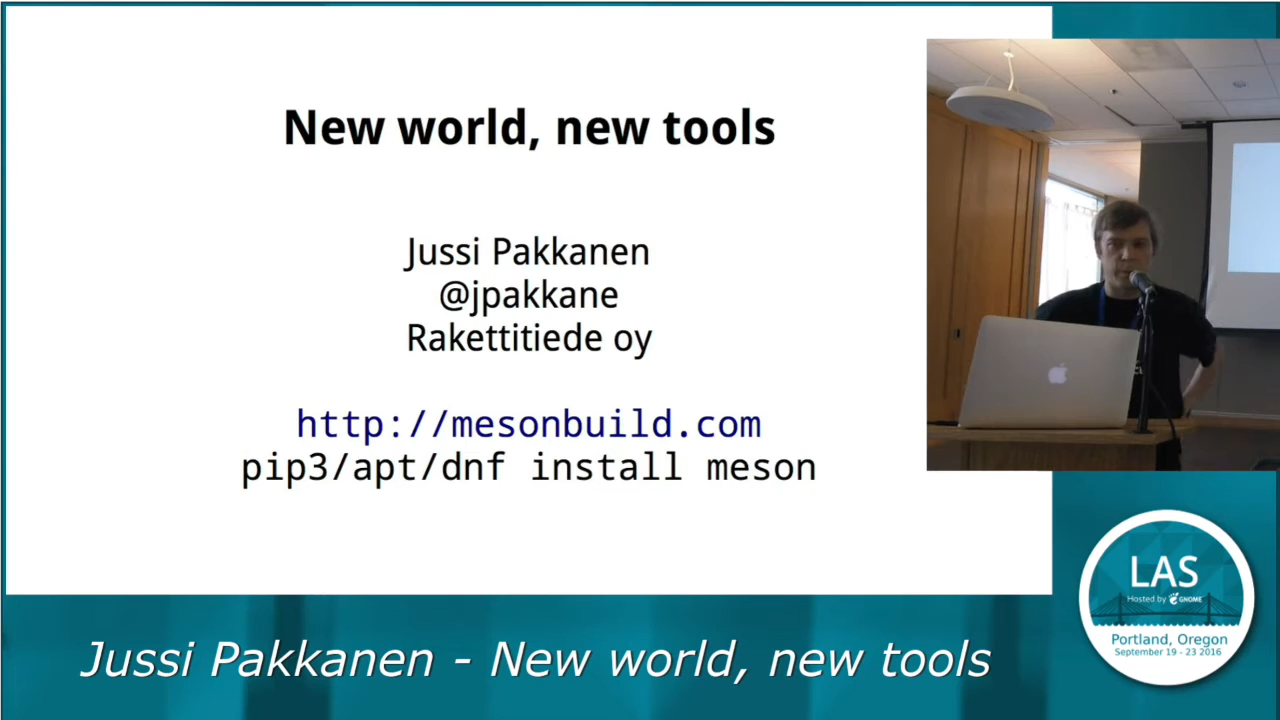 New world, new tools
Jussi Pakkanen
@jpakkane
Rakettitiede oy
http://mesonbuild.com
pip3/apt/dnf install meson
LAS
Hosted by GNOME
Portland, Oregon
September 19 - 23 2016
Jussi Pakkanen - New world, new tools